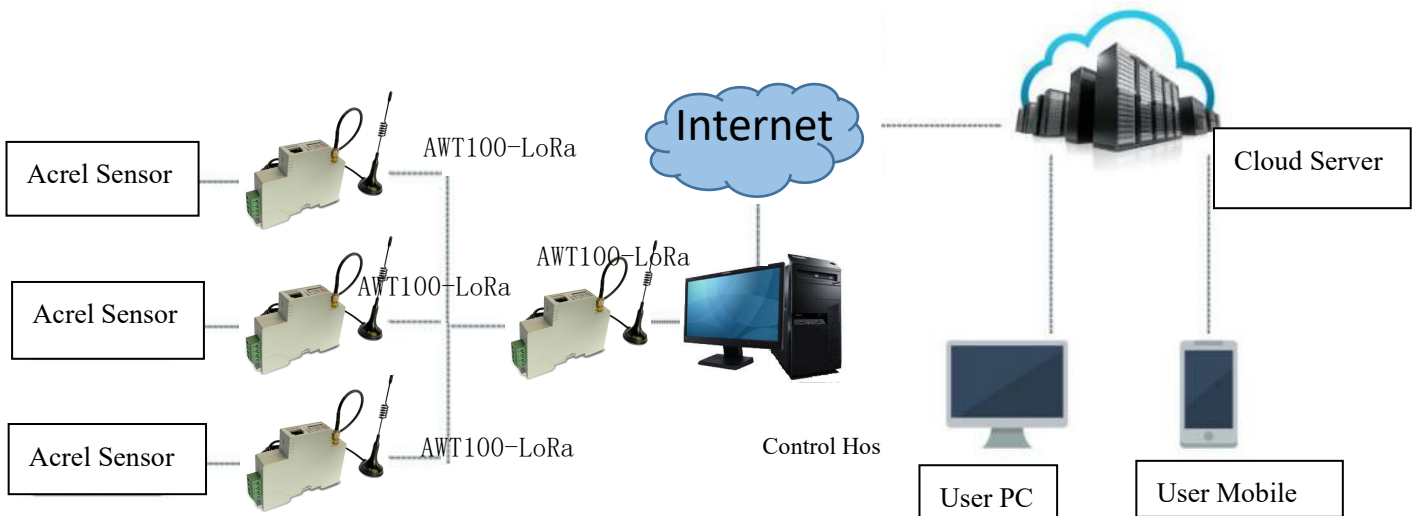 Internet
AWT100-LoRa
Acrel Sensor
Cloud Server
AWT100-LoRa
AWT100-LoRa
Acrel Sensor
AWT100-LoRa
Control Hos
Acrel Sensor
User PC
User Mobile